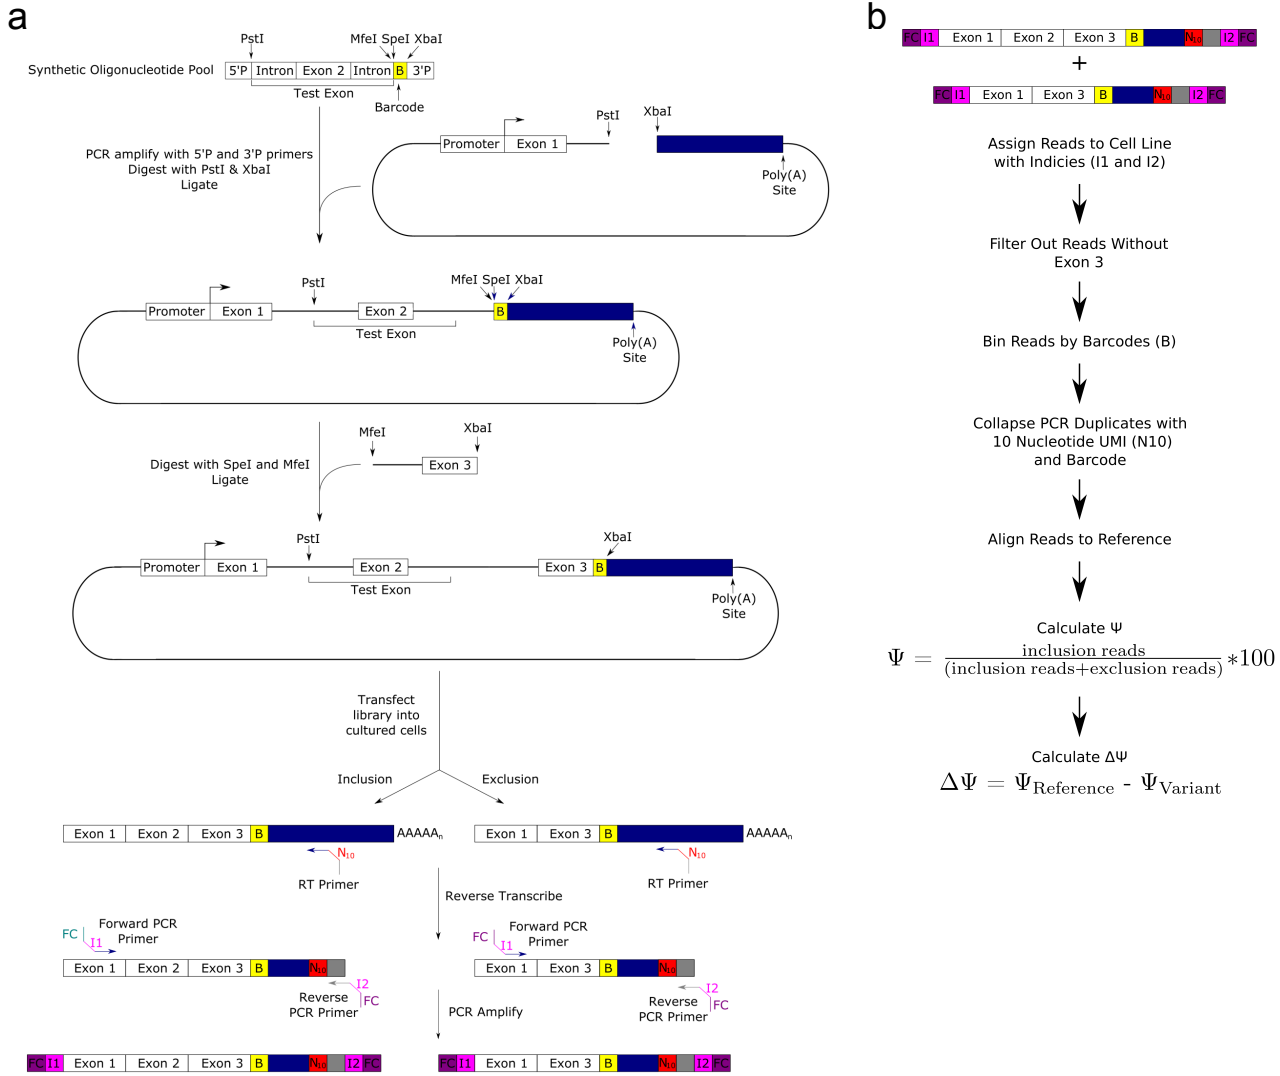 a
PstI
MfeI SpeI XbaI
Synthetic Oligonucleotide Pool
5'P Intron Exon 2 Intron B 3'P
Test Exon
Barcode
PCR amplify with 5'P and 3'P primers
Digest with PstI & XbaI
Ligate
PstI
XbaI
Promoter Exon 1
Poly(A)
Site
PstI
MfeI SpeI XbaI
Promoter Exon 1 Exon 2 B
Test Exon
Poly(A)
Site
Digest with SpeI and MfeI
Ligate
MfeI
XbaI
Exon 3
PstI
XbaI
Promoter Exon 1 Exon 2 Exon 3 B
Test Exon
Poly(A)
Site
Transfect
library into
cultured cells
Inclusion
Exclusion
Exon 1 Exon 2 Exon 3 B AAAAAn
N10
RT Primer
Exon 1 Exon 3 B AAAAAn
N10
RT Primer
Reverse Transcribe
FC
I1
Forward PCR
Primer
Exon 1 Exon 2 Exon 3 B N10
I2
FC
Reverse
PCR Primer
FC
I1
Forward PCR
Primer
Exon 1 Exon 3 B N10
I2
FC
Reverse
PCR Primer
PCR Amplify
FC I1 Exon 1 Exon 2 Exon 3 B N10 I2 FC
FC I1 Exon 1 Exon 3 B N10 I2 FC
b
FC I1 Exon 1 Exon 2 Exon 3 B N10 I2 FC
+
FC I1 Exon 1 Exon 3 B N10 I2 FC
Assign Reads to Cell Line
with Indicies (I1 and I2)
Filter Out Reads Without
Exon 3
Bin Reads by Barcodes (B)
Collapse PCR Duplicates with
10 Nucleotide UMI (N10)
and Barcode
Align Reads to Reference
Calculate Ψ
Ψ = inclusion reads / (inclusion reads+exclusion reads) *100
Calculate ΔΨ
ΔΨ = ΨReference - ΨVariant